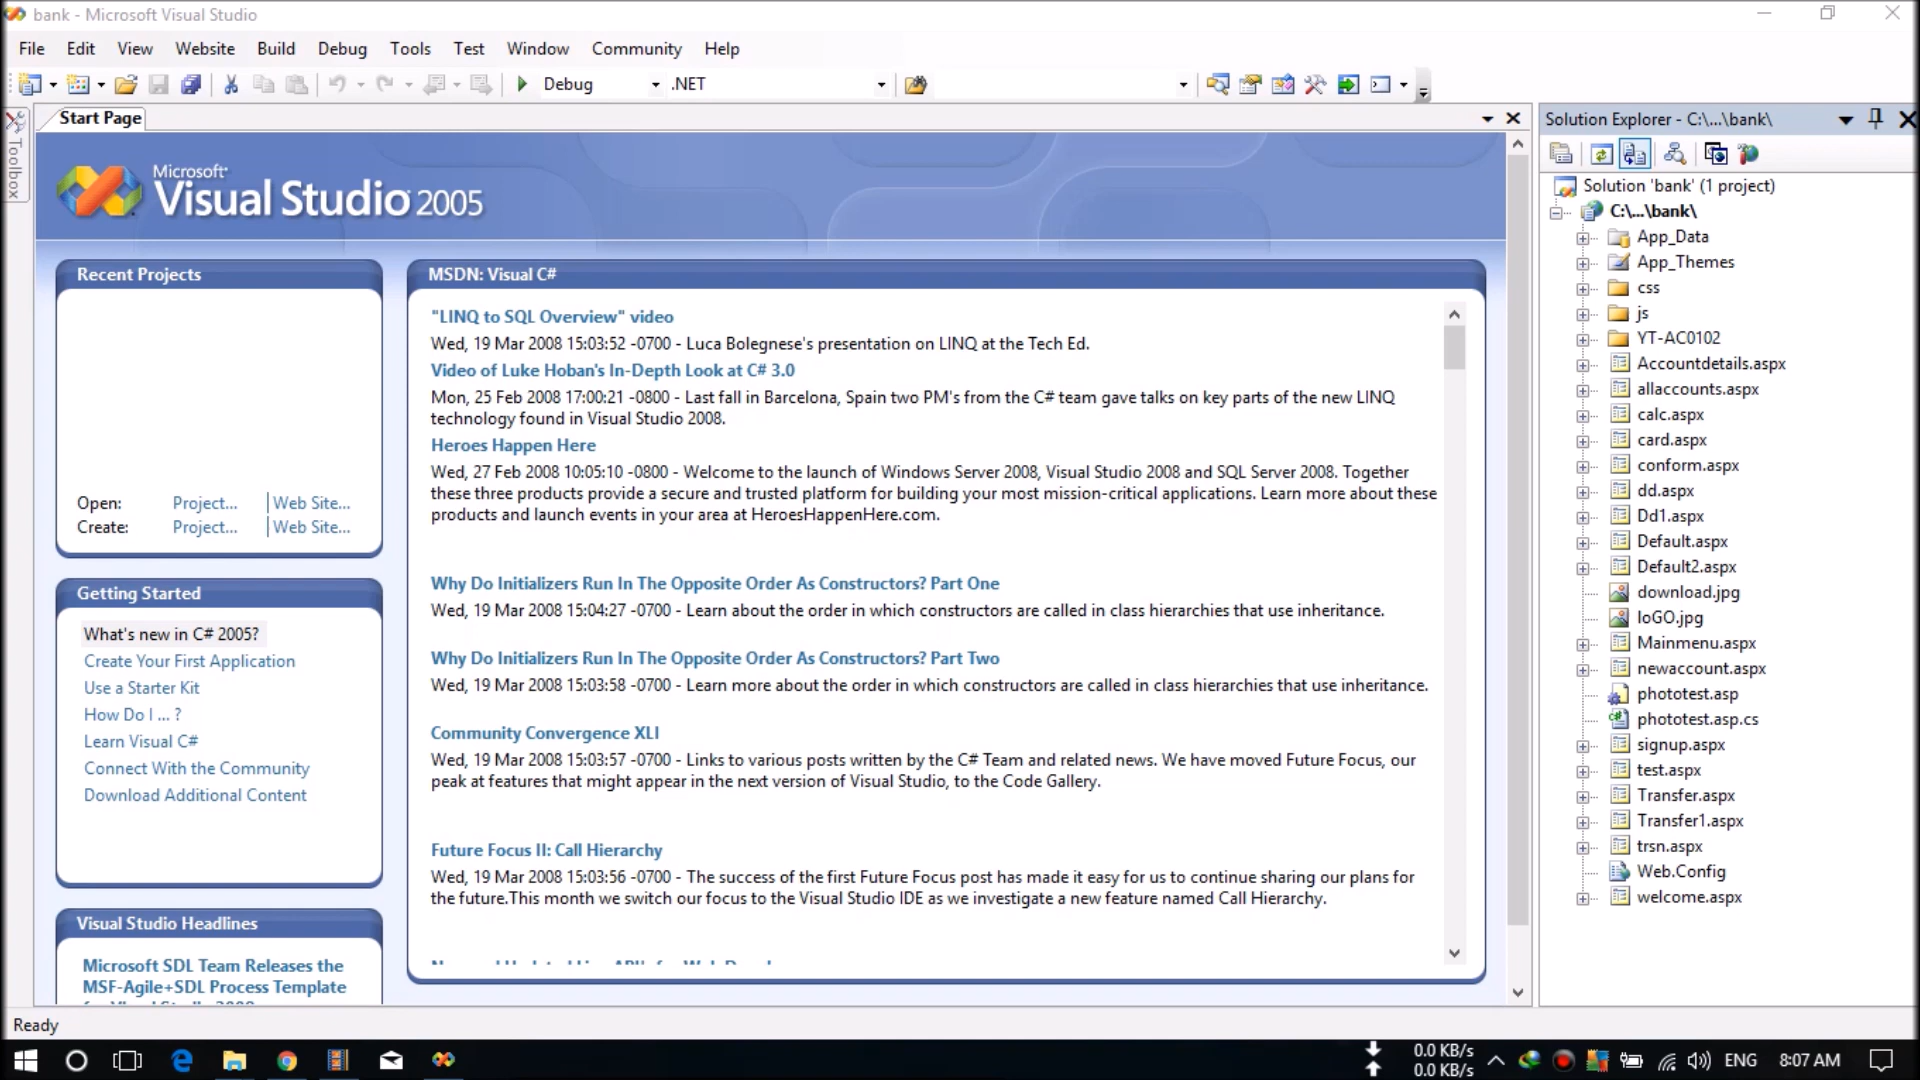 bank - Microsoft Visual Studio
File Edit View Website Build Debug Tools Test Window Community Help
Debug .NET
Toolbox
Start Page
Microsoft
Visual Studio 2005
Recent Projects
Open: Project... Web Site...
Create: Project... Web Site...
Getting Started
What's new in C# 2005?
Create Your First Application
Use a Starter Kit
How Do I ... ?
Learn Visual C#
Connect With the Community
Download Additional Content
Visual Studio Headlines
Microsoft SDL Team Releases the
MSF-Agile+SDL Process Template
MSDN: Visual C#
"LINQ to SQL Overview" video
Wed, 19 Mar 2008 15:03:52 -0700 - Luca Bolegnese's presentation on LINQ at the Tech Ed.
Video of Luke Hoban's In-Depth Look at C# 3.0
Mon, 25 Feb 2008 17:00:21 -0800 - Last fall in Barcelona, Spain two PM's from the C# team gave talks on key parts of the new LINQ
technology found in Visual Studio 2008.
Heroes Happen Here
Wed, 27 Feb 2008 10:05:10 -0800 - Welcome to the launch of Windows Server 2008, Visual Studio 2008 and SQL Server 2008. Together
these three products provide a secure and trusted platform for building your most mission-critical applications. Learn more about these
products and launch events in your area at HeroesHappenHere.com.
Why Do Initializers Run In The Opposite Order As Constructors? Part One
Wed, 19 Mar 2008 15:04:27 -0700 - Learn about the order in which constructors are called in class hierarchies that use inheritance.
Why Do Initializers Run In The Opposite Order As Constructors? Part Two
Wed, 19 Mar 2008 15:03:58 -0700 - Learn more about the order in which constructors are called in class hierarchies that use inheritance.
Community Convergence XLI
Wed, 19 Mar 2008 15:03:57 -0700 - Links to various posts written by the C# Team and related news. We have moved Future Focus, our
peak at features that might appear in the next version of Visual Studio, to the Code Gallery.
Future Focus II: Call Hierarchy
Wed, 19 Mar 2008 15:03:56 -0700 - The success of the first Future Focus post has made it easy for us to continue sharing our plans for
the future.This month we switch our focus to the Visual Studio IDE as we investigate a new feature named Call Hierarchy.
Solution Explorer - C:\...\bank\
Solution 'bank' (1 project)
C:\...\bank\
App_Data
App_Themes
css
js
YT-AC0102
Accountdetails.aspx
allaccounts.aspx
calc.aspx
card.aspx
conform.aspx
dd.aspx
Dd1.aspx
Default.aspx
Default2.aspx
download.jpg
loGO.jpg
Mainmenu.aspx
newaccount.aspx
phototest.asp
phototest.asp.cs
signup.aspx
test.aspx
Transfer.aspx
Transfer1.aspx
trsn.aspx
Web.Config
welcome.aspx
Ready
0.0 KB/s
0.0 KB/s
ENG 8:07 AM